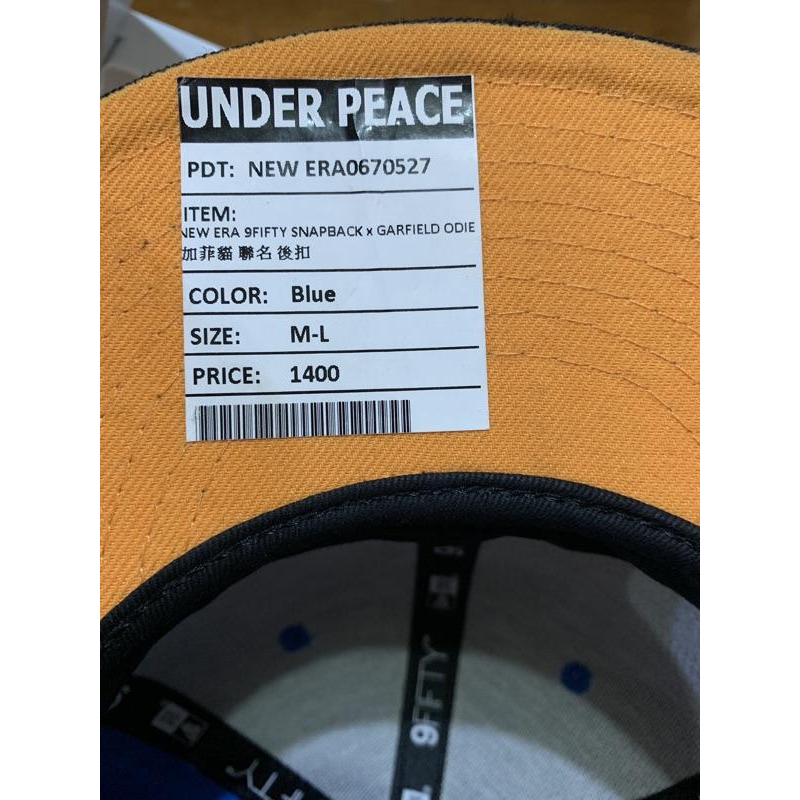 UNDER PEACE
PDT: NEW ERA0670527
ITEM:
NEW ERA 9FIFTY SNAPBACK x GARFIELD ODIE
加菲貓 聯名 後扣
COLOR: Blue
SIZE: M-L
PRICE: 1400
9FIFTY
FIFTY